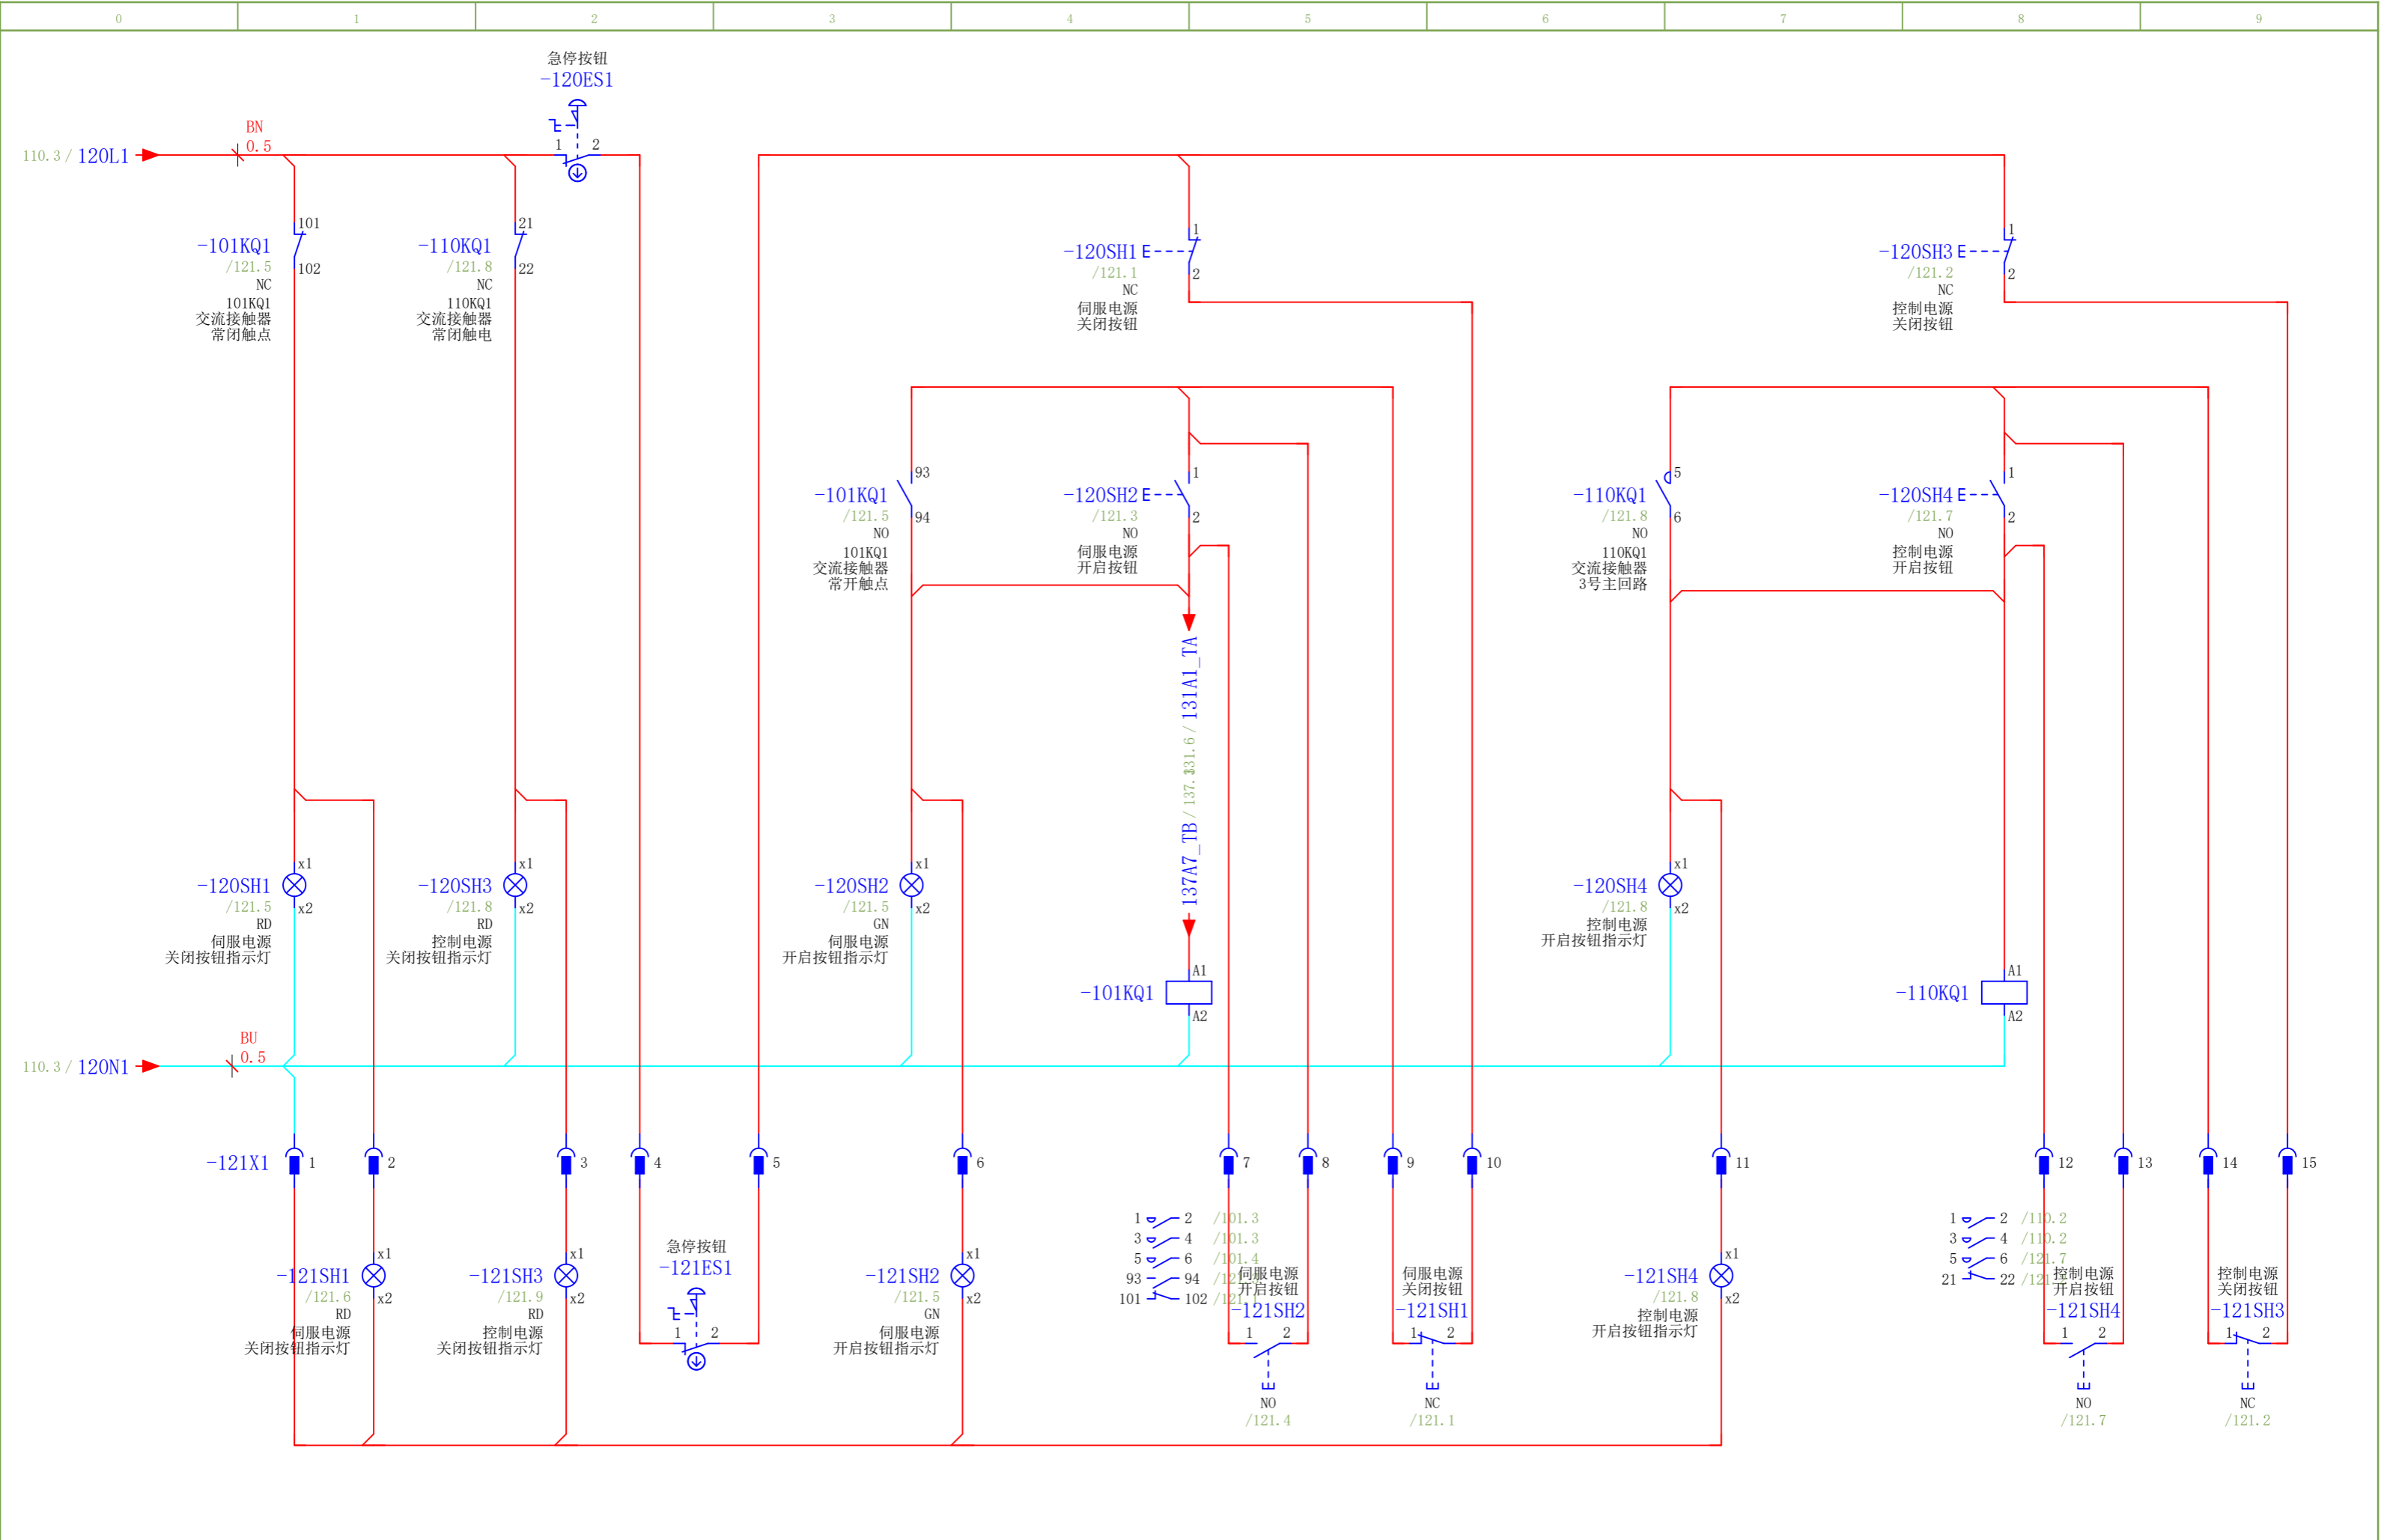 0 1 2 3 4 5 6 7 8 9
急停按钮
-120ES1
BN
0.5
1 2
110.3 / 120L1
101
-101KQ1
/121.5
102
NC
101KQ1
交流接触器
常闭触点
21
-110KQ1
/121.8
22
NC
110KQ1
交流接触器
常闭触电
1
-120SH1
/121.1
2
NC
伺服电源
关闭按钮
1
-120SH3
/121.2
2
NC
控制电源
关闭按钮
93
-101KQ1
/121.5
94
NO
101KQ1
交流接触器
常开触点
1
-120SH2
/121.3
2
NO
伺服电源
开启按钮
5
-110KQ1
/121.8
6
NO
110KQ1
交流接触器
3号主回路
1
-120SH4
/121.7
2
NO
控制电源
开启按钮
131.6 / 131A1_TA
137A7_TB /
x1
-120SH1
/121.5
x2
RD
伺服电源
关闭按钮指示灯
x1
-120SH3
/121.8
x2
RD
控制电源
关闭按钮指示灯
x1
-120SH2
/121.5
x2
GN
伺服电源
开启按钮指示灯
A1
-101KQ1
A2
x1
-120SH4
/121.8
x2
控制电源
开启按钮指示灯
A1
-110KQ1
A2
BU
0.5
110.3 / 120N1
-121X1 1 2 3 4 5 6 7 8 9 10 11 12 13 14 15
x1
-121SH1
/121.6
x2
RD
伺服电源
关闭按钮指示灯
x1
-121SH3
/121.9
x2
RD
控制电源
关闭按钮指示灯
急停按钮
-121ES1
1 2
x1
-121SH2
/121.5
x2
GN
伺服电源
开启按钮指示灯
1 2 /101.3
3 4 /101.3
5 6 /101.4
93 94
101 102
伺服电源
开启按钮
-121SH2
1 2
NO
/121.4
伺服电源
关闭按钮
-121SH1
1 2
NC
/121.1
x1
-121SH4
/121.8
x2
控制电源
开启按钮指示灯
1 2 /110.2
3 4 /110.2
5 6 /121.7
21 22
控制电源
开启按钮
-121SH4
1 2
NO
/121.7
控制电源
关闭按钮
-121SH3
1 2
NC
/121.2